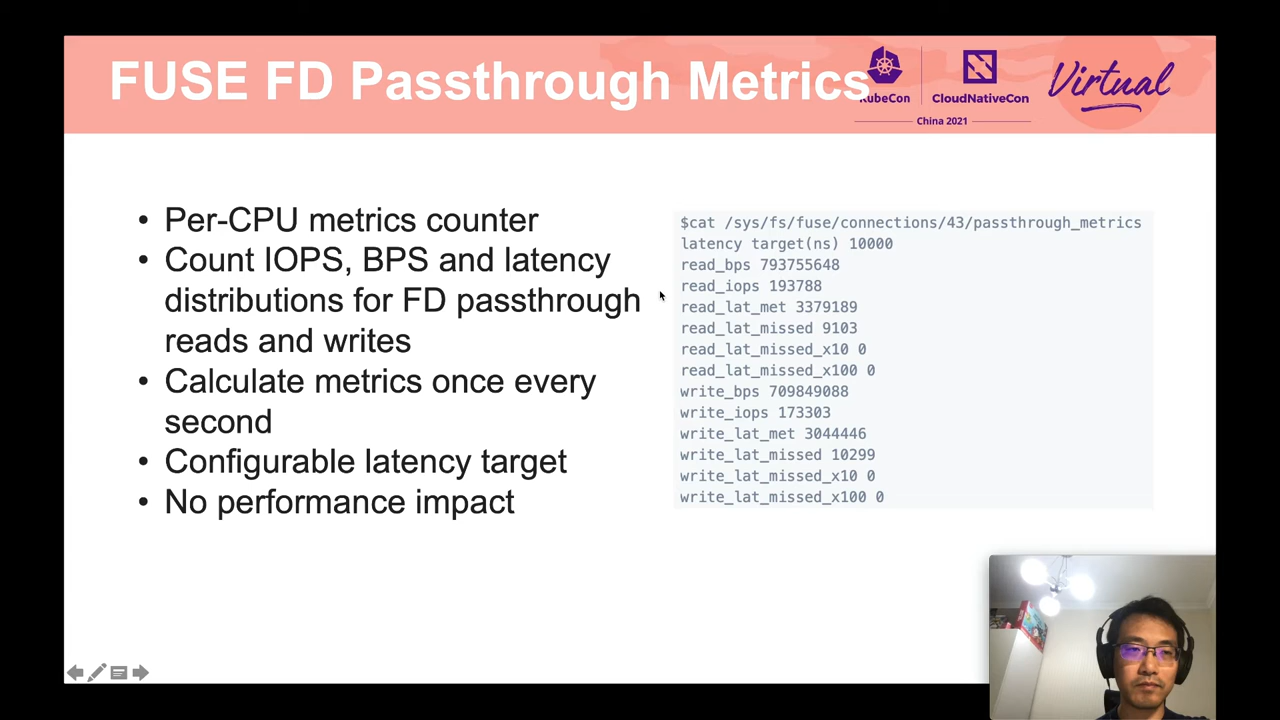 FUSE FD Passthrough Metrics
KubeCon
CloudNativeCon
China 2021
Virtual
• Per-CPU metrics counter
• Count IOPS, BPS and latency
distributions for FD passthrough
reads and writes
• Calculate metrics once every
second
• Configurable latency target
• No performance impact
$cat /sys/fs/fuse/connections/43/passthrough_metrics
latency target(ns) 10000
read_bps 793755648
read_iops 193788
read_lat_met 3379189
read_lat_missed 9103
read_lat_missed_x10 0
read_lat_missed_x100 0
write_bps 709849088
write_iops 173303
write_lat_met 3044446
write_lat_missed 10299
write_lat_missed_x10 0
write_lat_missed_x100 0